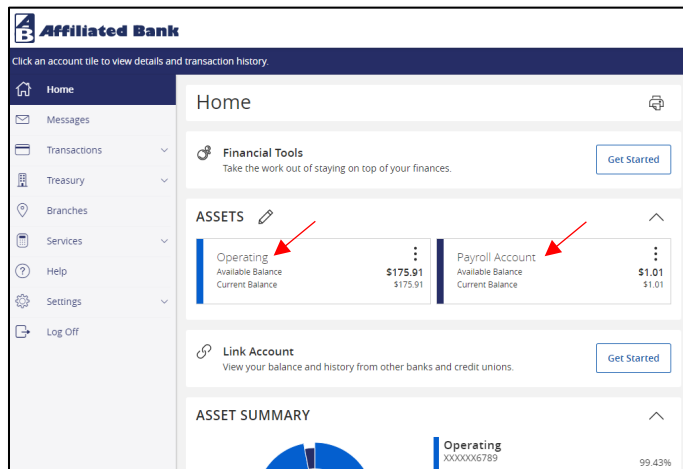 AB Affiliated Bank
Click an account tile to view details and transaction history.
Home
Messages
Transactions
Treasury
Branches
Services
Help
Settings
Log Off
Home
Financial Tools
Take the work out of staying on top of your finances.
Get Started
ASSETS
Operating
Available Balance $175.91
Current Balance $175.91
Payroll Account
Available Balance $1.01
Current Balance $1.01
Link Account
View your balance and history from other banks and credit unions.
Get Started
ASSET SUMMARY
Operating
XXXXXX6789
99.43%